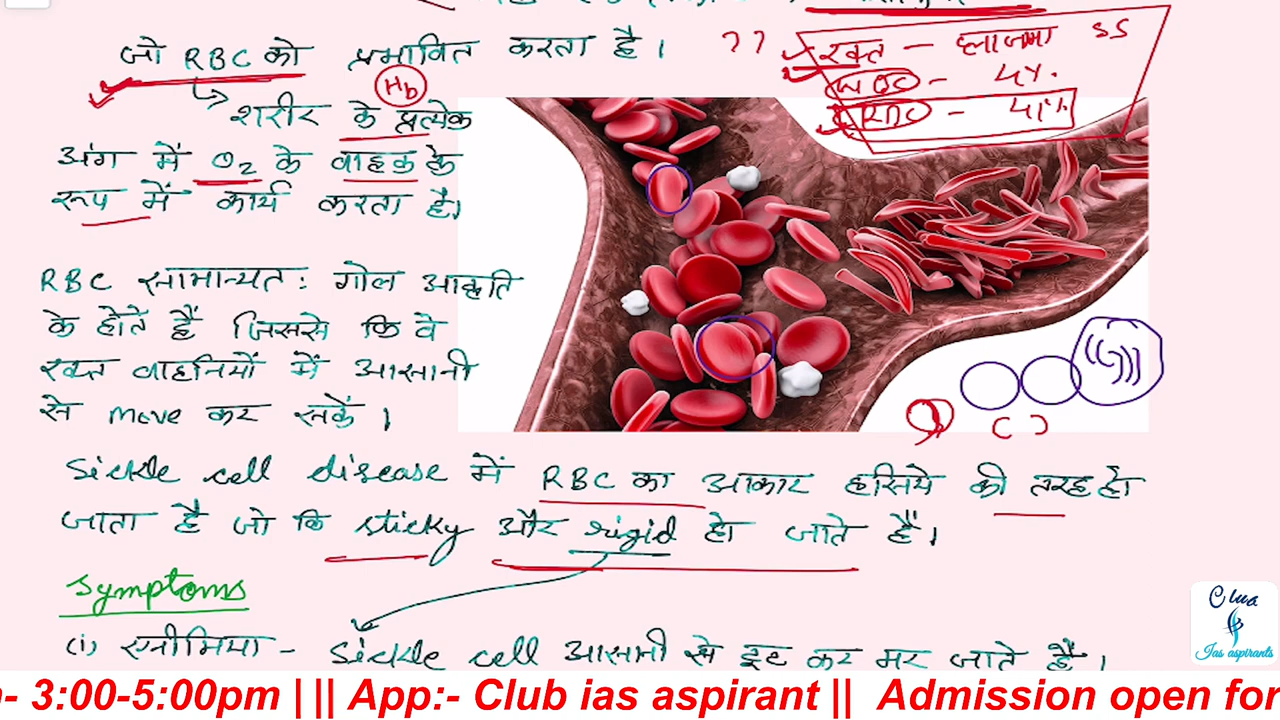 जो RBC को प्रभावित करता है। ??
रक्त - प्लाज्मा 55
WBC - 4%
RBC - 41%
Hb
शरीर के प्रत्येक
अंग में O2 के वाहक के
रूप में कार्य करता है।
RBC सामान्यत: गोल आकृति
के होते हैं जिससे कि वे
रक्त वाहनियों में आसानी
से move कर सकें।
Sickle cell disease में RBC का आकार हसिये की तरह हो
जाता है जो कि sticky और rigid हो जाते हैं।
Symptoms
(i) एनीमिया - Sickle cell आसानी से टूट कर मर जाते हैं।
Club
Ias aspirants
- 3:00-5:00pm | || App:- Club ias aspirant || Admission open for